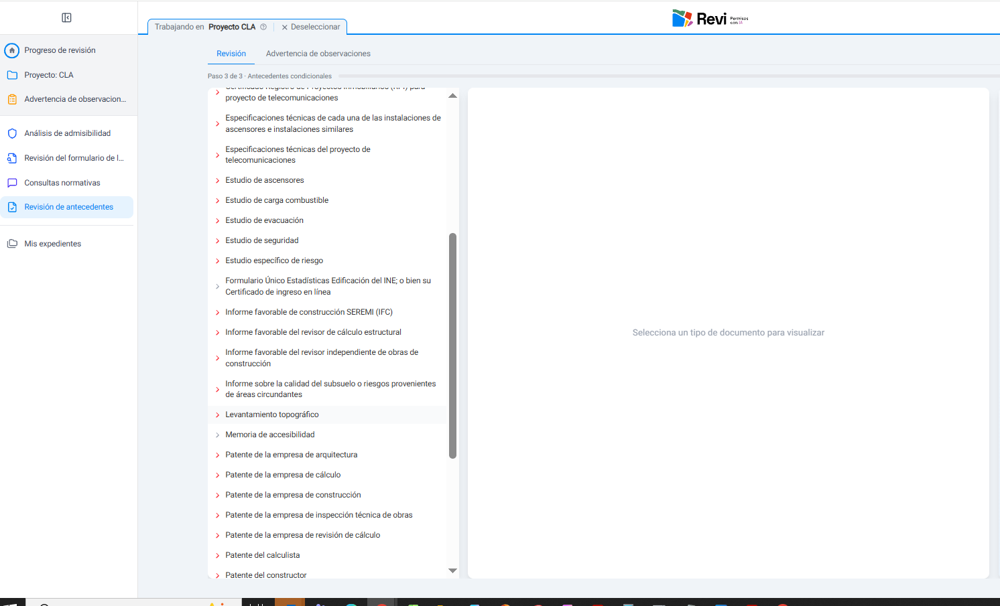 Trabajando en Proyecto CLA Deseleccionar
Revi Permisos con IA
Progreso de revisión
Proyecto: CLA
Advertencia de observacion...
Análisis de admisibilidad
Revisión del formulario de l...
Consultas normativas
Revisión de antecedentes
Mis expedientes
Revisión Advertencia de observaciones
Paso 3 de 3 · Antecedentes condicionales
Certificado Registro de Proyectos Inmobiliarios (RPI) para
proyecto de telecomunicaciones
Especificaciones técnicas de cada una de las instalaciones de
ascensores e instalaciones similares
Especificaciones técnicas del proyecto de
telecomunicaciones
Estudio de ascensores
Estudio de carga combustible
Estudio de evacuación
Estudio de seguridad
Estudio específico de riesgo
Formulario Único Estadísticas Edificación del INE; o bien su
Certificado de ingreso en línea
Informe favorable de construcción SEREMI (IFC)
Informe favorable del revisor de cálculo estructural
Informe favorable del revisor independiente de obras de
construcción
Informe sobre la calidad del subsuelo o riesgos provenientes
de áreas circundantes
Levantamiento topográfico
Memoria de accesibilidad
Patente de la empresa de arquitectura
Patente de la empresa de cálculo
Patente de la empresa de construcción
Patente de la empresa de inspección técnica de obras
Patente de la empresa de revisión de cálculo
Patente del calculista
Patente del constructor
Selecciona un tipo de documento para visualizar